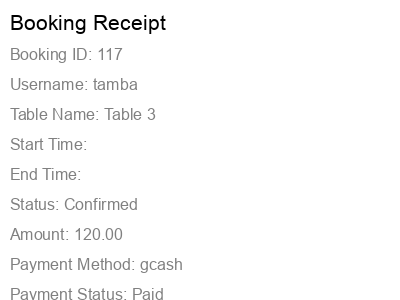 Booking Receipt
Booking ID: 117
Username: tamba
Table Name: Table 3
Start Time:
End Time:
Status: Confirmed
Amount: 120.00
Payment Method: gcash
Payment Status: Paid